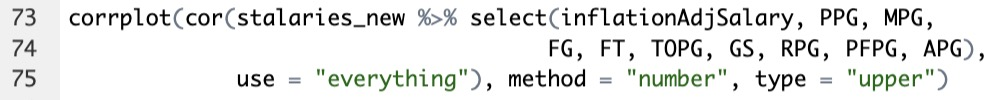 73 corrplot(cor(stalaries_new %>% select(inflationAdjSalary, PPG, MPG,
74 FG, FT, TOPG, GS, RPG, PFPG, APG),
75 use = "everything"), method = "number", type = "upper")